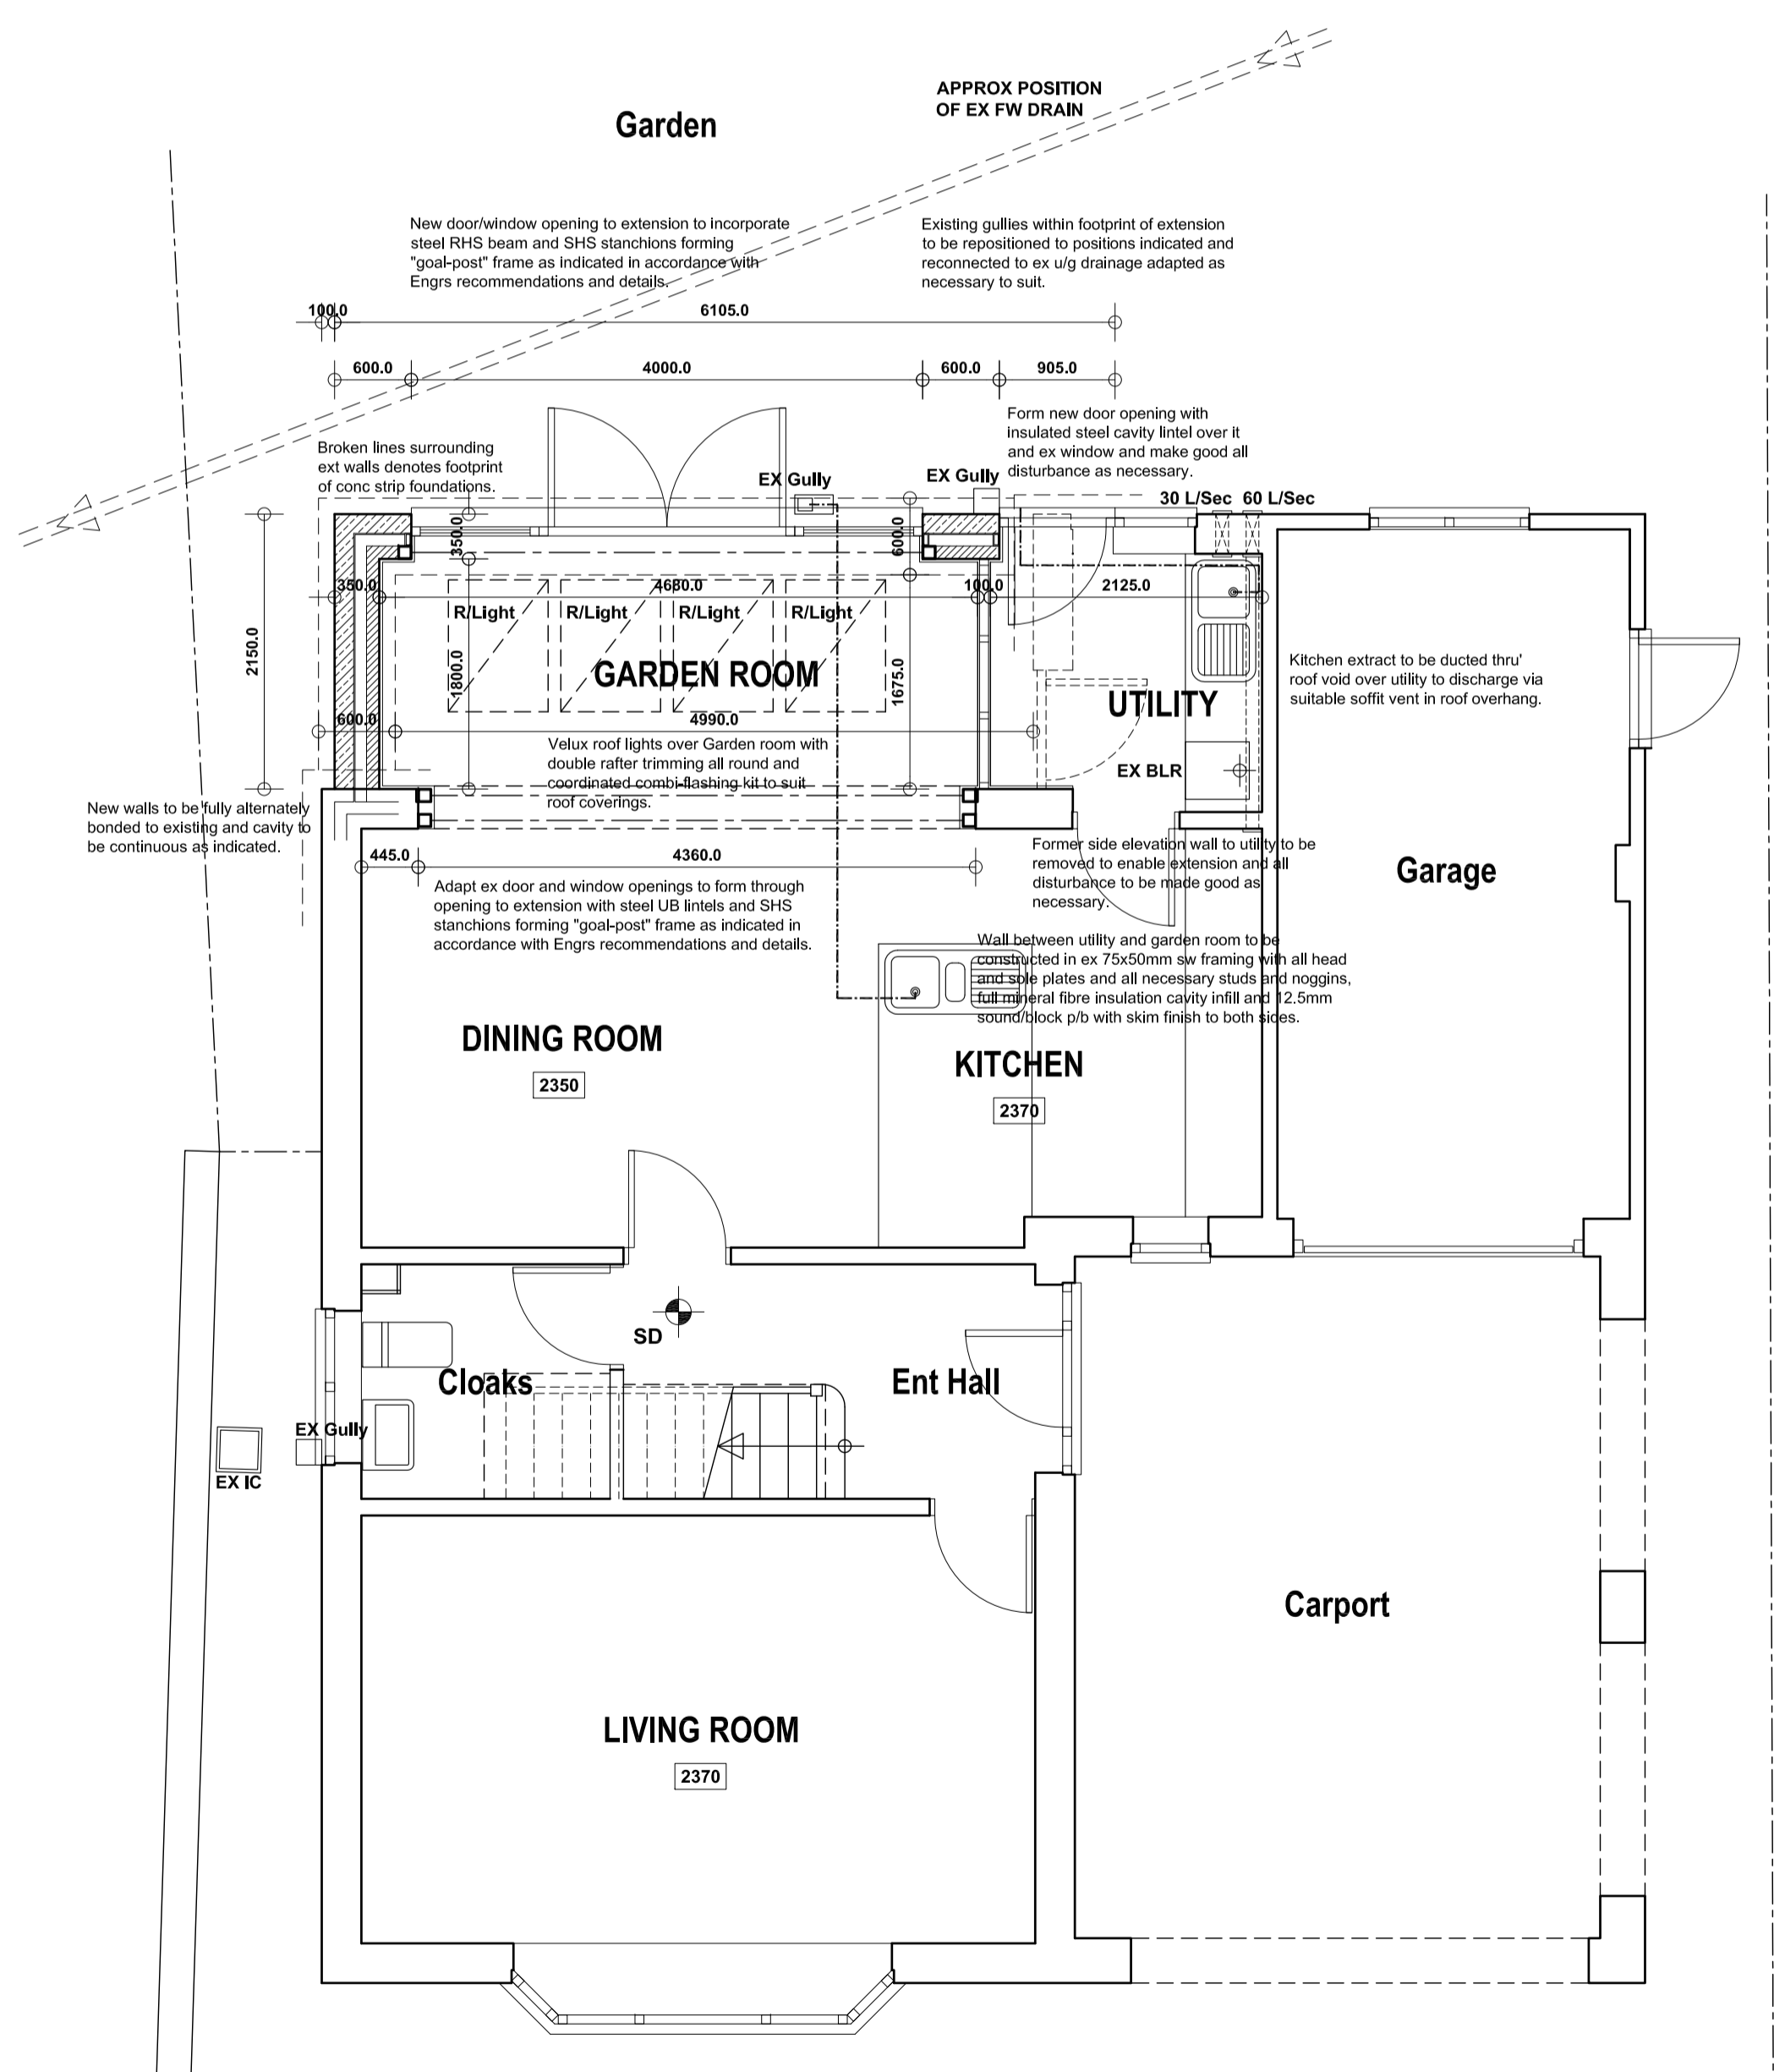 APPROX POSITION
OF EX FW DRAIN
Garden
New door/window opening to extension to incorporate
steel RHS beam and SHS stanchions forming
"goal-post" frame as indicated in accordance with
Engrs recommendations and details.
Existing gullies within footprint of extension
to be repositioned to positions indicated and
reconnected to ex u/g drainage adapted as
necessary to suit.
100.0
6105.0
600.0
4000.0
600.0
905.0
Form new door opening with
insulated steel cavity lintel over it
and ex window and make good all
disturbance as necessary.
Broken lines surrounding
ext walls denotes footprint
of conc strip foundations.
EX Gully
EX Gully
30 L/Sec
60 L/Sec
350.0
600.0
350.0
4680.0
100.0
2125.0
R/Light
R/Light
R/Light
R/Light
2150.0
1800.0
GARDEN ROOM
1675.0
UTILITY
Kitchen extract to be ducted thru'
roof void over utility to discharge via
suitable soffit vent in roof overhang.
600.0
4990.0
Velux roof lights over Garden room with
double rafter trimming all round and
coordinated combi-flashing kit to suit
roof coverings.
EX BLR
New walls to be fully alternately
bonded to existing and cavity to
be continuous as indicated.
445.0
4360.0
Former side elevation wall to utility to be
removed to enable extension and all
disturbance to be made good as
necessary.
Garage
Adapt ex door and window openings to form through
opening to extension with steel UB lintels and SHS
stanchions forming "goal-post" frame as indicated in
accordance with Engrs recommendations and details.
Wall between utility and garden room to be
constructed in ex 75x50mm sw framing with all head
and sole plates and all necessary studs and noggins,
full mineral fibre insulation cavity infill and 12.5mm
sound/block p/b with skim finish to both sides.
DINING ROOM
2350
KITCHEN
2370
SD
Cloaks
Ent Hall
EX Gully
EX IC
Carport
LIVING ROOM
2370